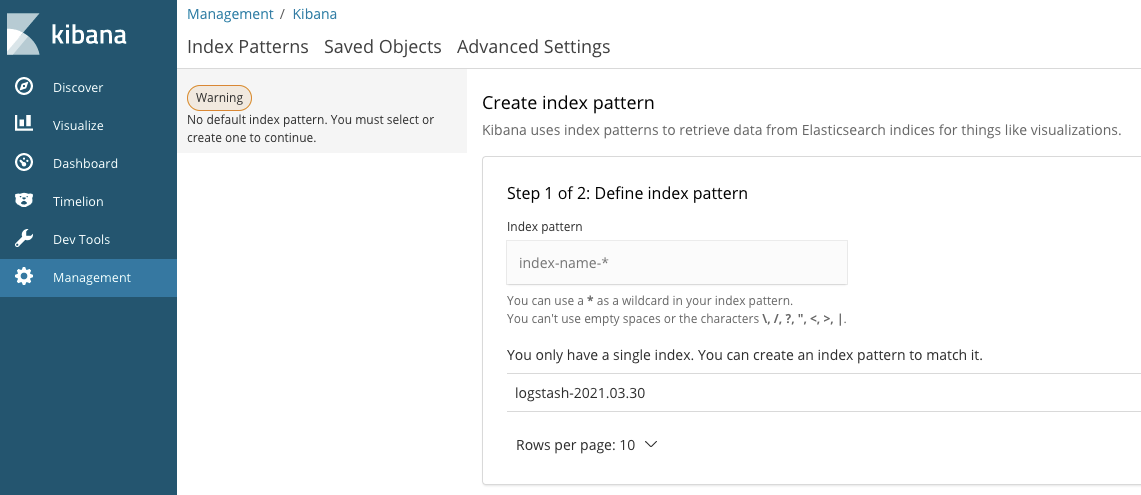 kibana
Discover
Visualize
Dashboard
Timelion
Dev Tools
Management
Management / Kibana
Index Patterns Saved Objects Advanced Settings
Warning
No default index pattern. You must select or
create one to continue.
Create index pattern
Kibana uses index patterns to retrieve data from Elasticsearch indices for things like visualizations.
Step 1 of 2: Define index pattern
Index pattern
index-name-*
You can use a * as a wildcard in your index pattern.
You can't use empty spaces or the characters \, /, ?, ", <, >, |.
You only have a single index. You can create an index pattern to match it.
logstash-2021.03.30
Rows per page: 10